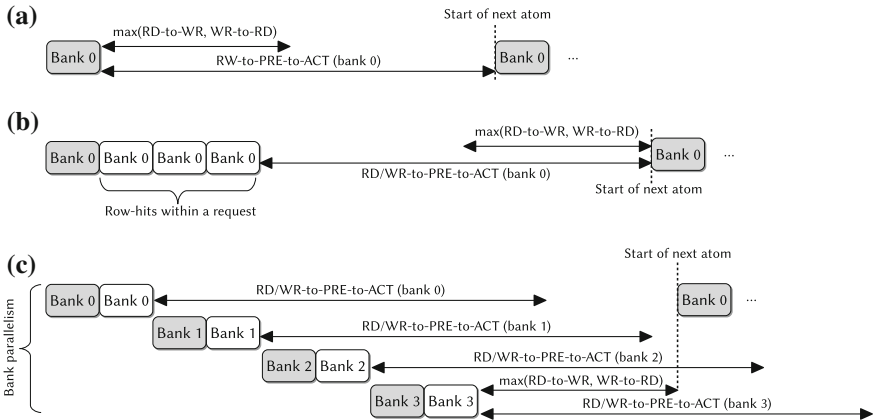 (a)
Start of next atom
max(RD-to-WR, WR-to-RD)
Bank 0
RW-to-PRE-to-ACT (bank 0)
Bank 0
...
(b)
max(RD-to-WR, WR-to-RD)
Bank 0 Bank 0 Bank 0 Bank 0
Bank 0
...
RD/WR-to-PRE-to-ACT (bank 0)
Start of next atom
Row-hits within a request
(c)
Start of next atom
Bank parallelism
Bank 0 Bank 0
RD/WR-to-PRE-to-ACT (bank 0)
Bank 0
...
Bank 1 Bank 1
RD/WR-to-PRE-to-ACT (bank 1)
Bank 2 Bank 2
RD/WR-to-PRE-to-ACT (bank 2)
max(RD-to-WR, WR-to-RD)
Bank 3 Bank 3
RD/WR-to-PRE-to-ACT (bank 3)